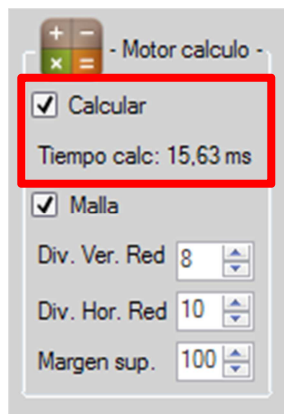 - Motor calculo -
Calcular
Tiempo calc: 15,63 ms
Malla
Div. Ver. Red 8
Div. Hor. Red 10
Margen sup. 100